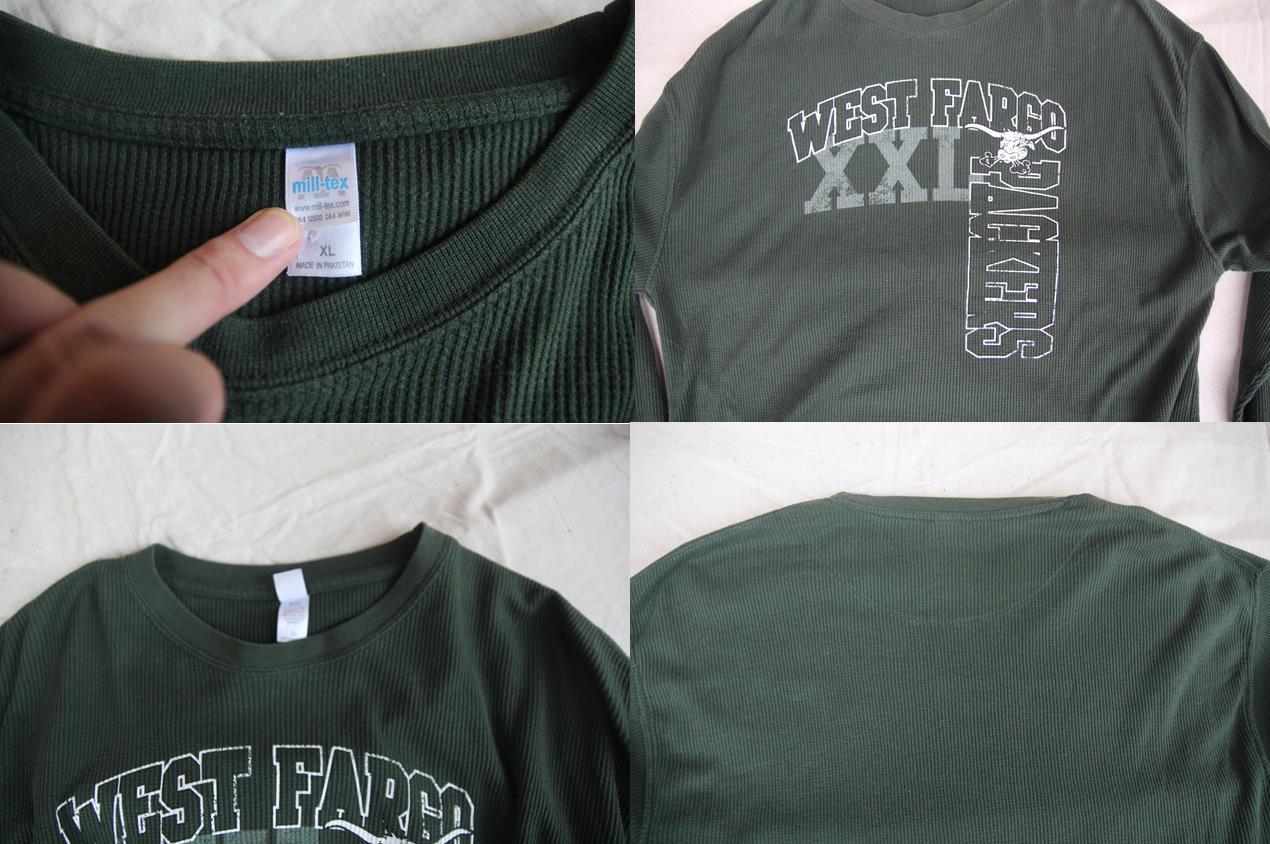 mill-tex
www.mill-tex.com
XL
MADE IN PAKISTAN
WEST FARGO
XXL
PACKERS
WEST FARGO